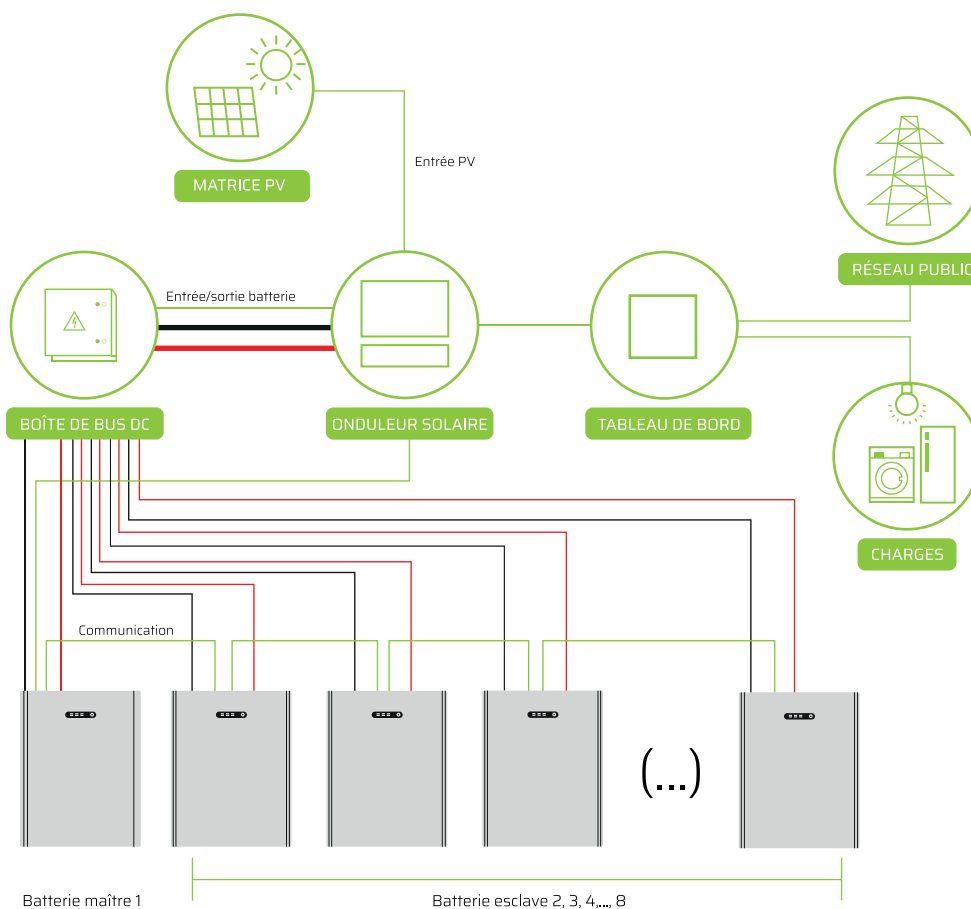 Entrée PV
MATRICE PV
RÉSEAU PUBLIC
Entrée/sortie batterie
BOÎTE DE BUS DC
ONDULEUR SOLAIRE
TABLEAU DE BORD
CHARGES
Communication
(...)
Batterie maître 1
Batterie esclave 2, 3, 4,..., 8